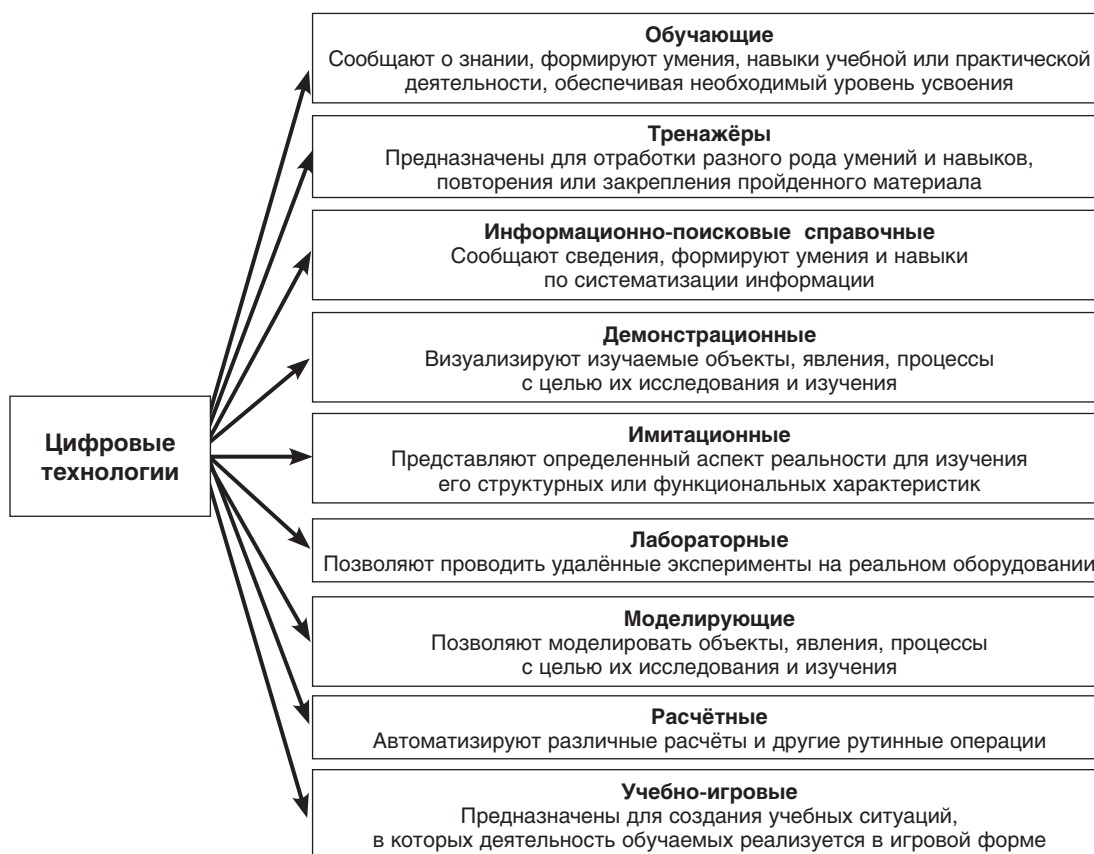 Обучающие
Сообщают о знании, формируют умения, навыки учебной или практической
деятельности, обеспечивая необходимый уровень усвоения
Тренажёры
Предназначены для отработки разного рода умений и навыков,
повторения или закрепления пройденного материала
Информационно-поисковые справочные
Сообщают сведения, формируют умения и навыки
по систематизации информации
Демонстрационные
Визуализируют изучаемые объекты, явления, процессы
с целью их исследования и изучения
Цифровые
технологии
Имитационные
Представляют определенный аспект реальности для изучения
его структурных или функциональных характеристик
Лабораторные
Позволяют проводить удалённые эксперименты на реальном оборудовании
Моделирующие
Позволяют моделировать объекты, явления, процессы
с целью их исследования и изучения
Расчётные
Автоматизируют различные расчёты и другие рутинные операции
Учебно-игровые
Предназначены для создания учебных ситуаций,
в которых деятельность обучаемых реализуется в игровой форме